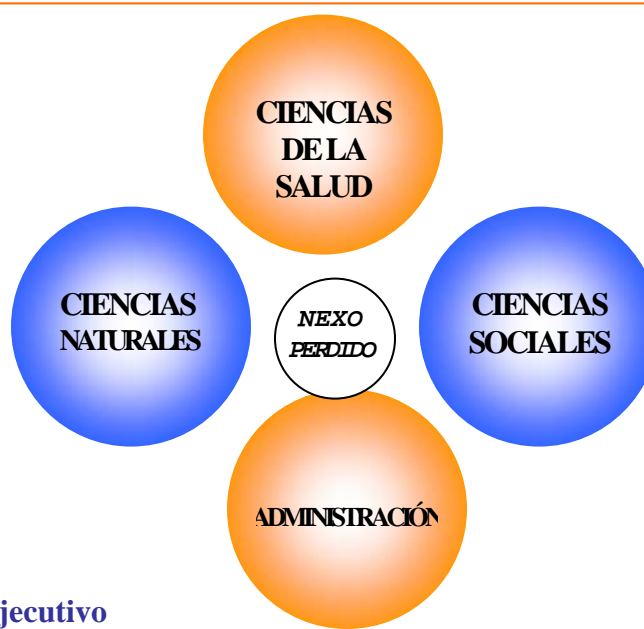 CIENCIAS
DE LA
SALUD
CIENCIAS
NATURALES
NEXO
PERDIDO
CIENCIAS
SOCIALES
ADMINISTRACIÓN
jecutivo